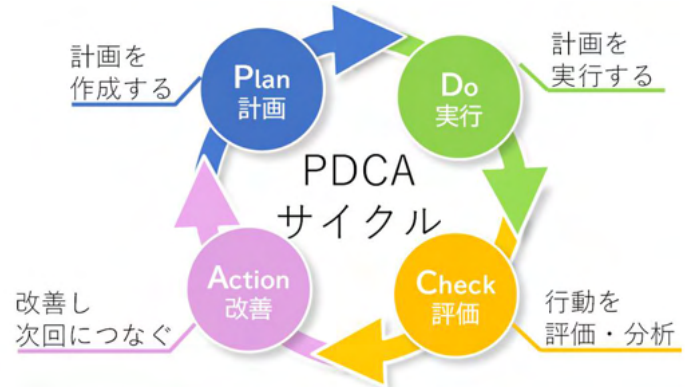 計画を
作成する
Plan
計画
Do
実行
計画を
実行する
PDCA
サイクル
Action
改善
改善し
次回につなぐ
Check
評価
行動を
評価・分析